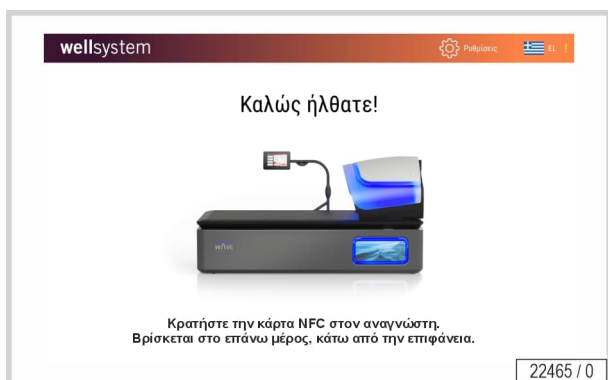 wellsystem
Ρυθμίσεις
EL !
Καλώς ήλθατε!
WAVE
Κρατήστε την κάρτα NFC στον αναγνώστη.
Βρίσκεται στο επάνω μέρος, κάτω από την επιφάνεια.
22465 / 0